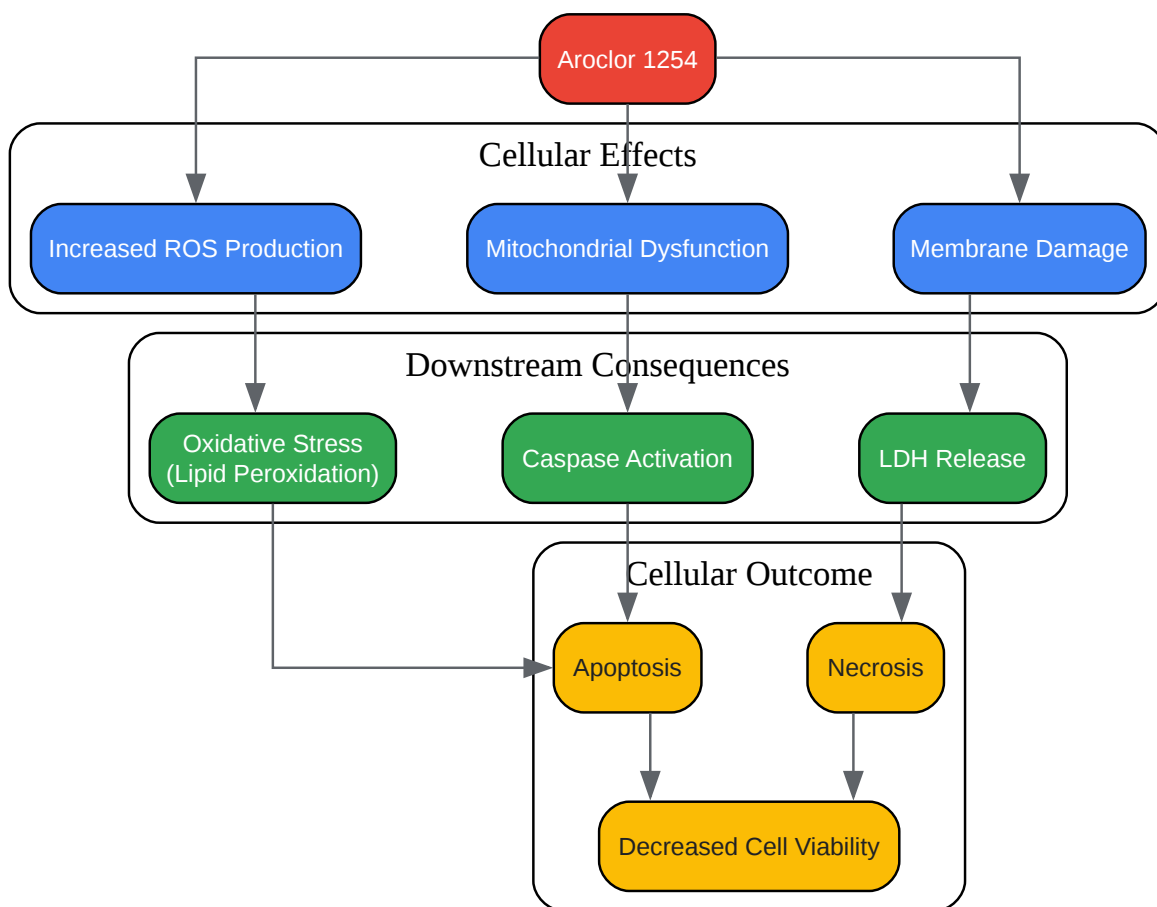 Aroclor 1254
Cellular Effects
Increased ROS Production
Mitochondrial Dysfunction
Membrane Damage
Downstream Consequences
Oxidative Stress
(Lipid Peroxidation)
Caspase Activation
LDH Release
Cellular Outcome
Apoptosis
Necrosis
Decreased Cell Viability